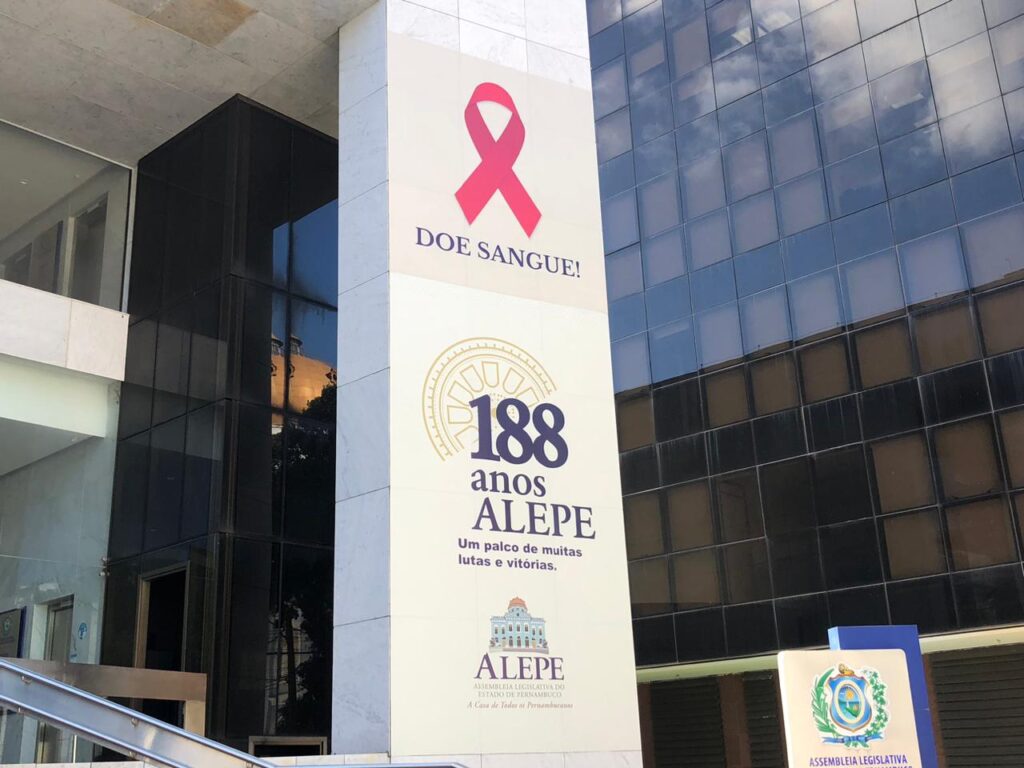 DOE SANGUE!
188
anos
ALEPE
Um palco de muitas
lutas e vitórias.
ALEPE
ASSEMBLEIA LEGISLATIVA DO
ESTADO DE PERNAMBUCO
A Casa de Todos os Pernambucanos
ASSEMBLEIA LEGISLATIVA